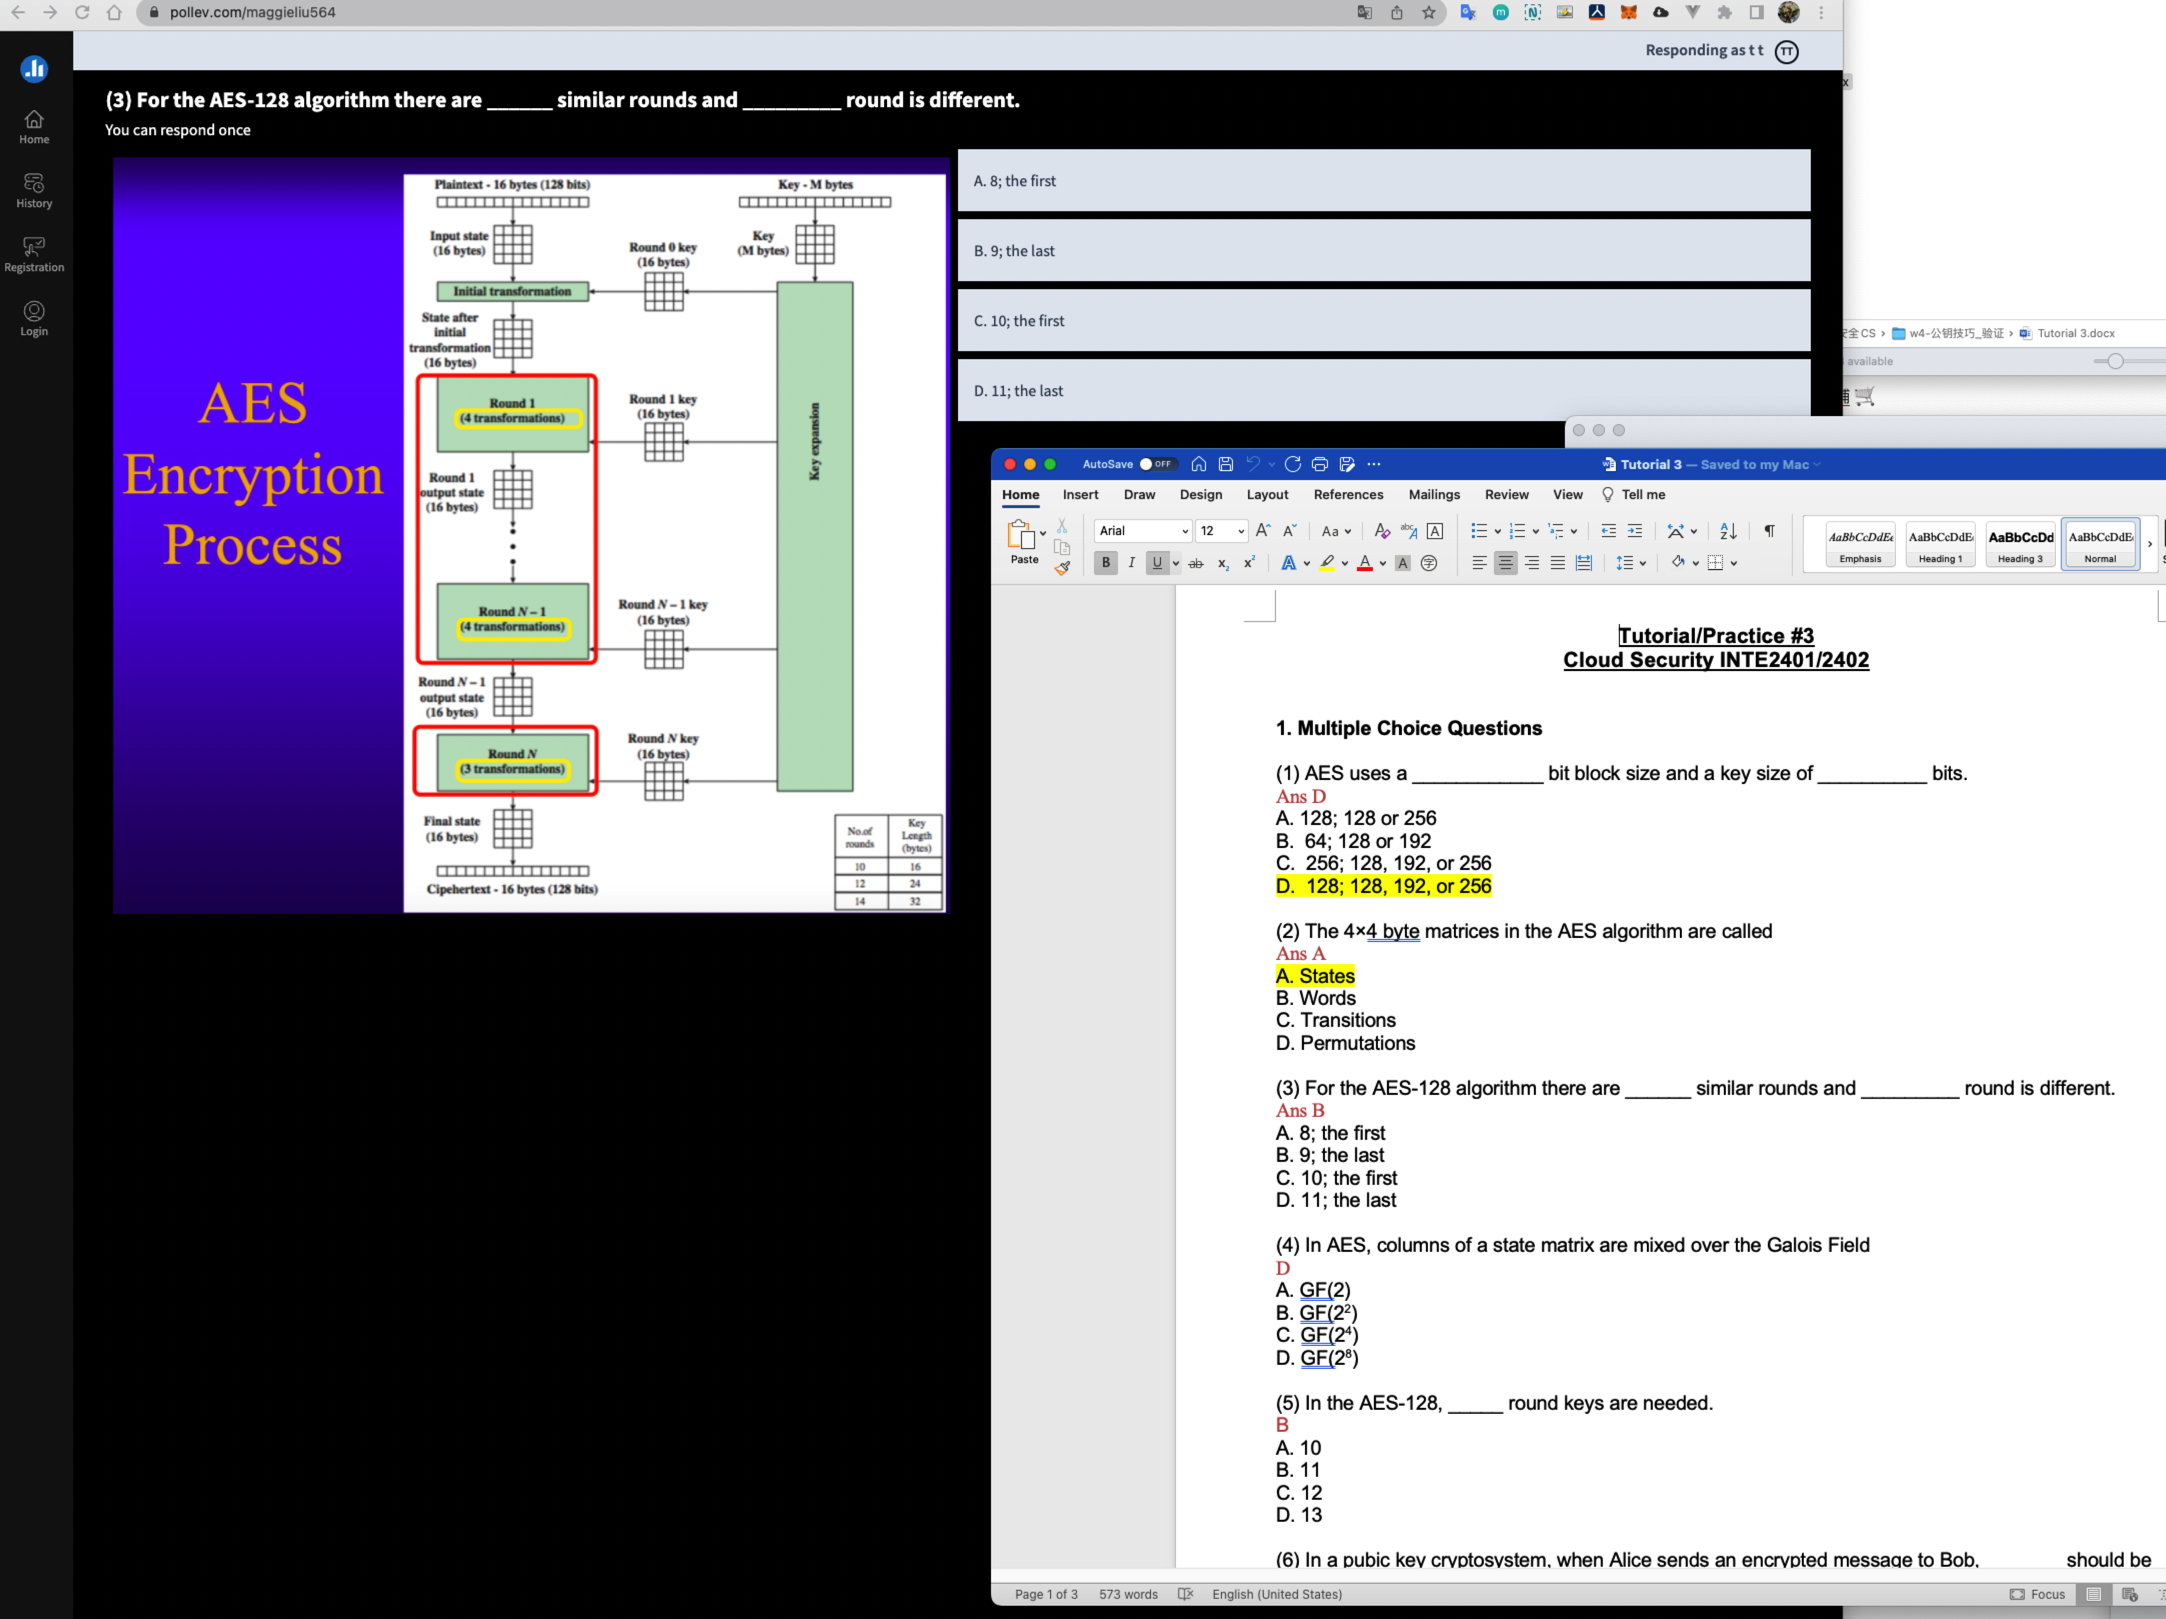 pollev.com/maggieliu564
Responding as t t
TT
Home
History
Registration
Login
(3) For the AES-128 algorithm there are ______ similar rounds and _________ round is different.
You can respond once
AES
Encryption
Process
Plaintext - 16 bytes (128 bits)
Key - M bytes
Input state
(16 bytes)
Round 0 key
(16 bytes)
Key
(M bytes)
Initial transformation
State after
initial
transformation
(16 bytes)
Round 1
(4 transformations)
Round 1 key
(16 bytes)
Key expansion
Round 1
output state
(16 bytes)
Round N – 1
(4 transformations)
Round N – 1 key
(16 bytes)
Round N – 1
output state
(16 bytes)
Round N
(3 transformations)
Round N key
(16 bytes)
Final state
(16 bytes)
Cipehertext - 16 bytes (128 bits)
No.of
rounds
Key
Length
(bytes)
10 16
12 24
14 32
A. 8; the first
B. 9; the last
C. 10; the first
D. 11; the last
全CS › w4-公钥技巧_验证 › Tutorial 3.docx
available
AutoSave OFF
Tutorial 3 — Saved to my Mac
Home Insert Draw Design Layout References Mailings Review View Tell me
Paste
Arial 12
AaBbCcDdEe AaBbCcDdE AaBbCcDd AaBbCcDdE
Emphasis Heading 1 Heading 3 Normal
Tutorial/Practice #3
Cloud Security INTE2401/2402
1. Multiple Choice Questions
(1) AES uses a ____________ bit block size and a key size of __________ bits.
Ans D
A. 128; 128 or 256
B. 64; 128 or 192
C. 256; 128, 192, or 256
D. 128; 128, 192, or 256
(2) The 4×4 byte matrices in the AES algorithm are called
Ans A
A. States
B. Words
C. Transitions
D. Permutations
(3) For the AES-128 algorithm there are ______ similar rounds and _________ round is different.
Ans B
A. 8; the first
B. 9; the last
C. 10; the first
D. 11; the last
(4) In AES, columns of a state matrix are mixed over the Galois Field
D
A. GF(2)
B. GF(2²)
C. GF(2⁴)
D. GF(2⁸)
(5) In the AES-128, _____ round keys are needed.
B
A. 10
B. 11
C. 12
D. 13
(6) In a pubic key cryptosystem, when Alice sends an encrypted message to Bob, should be
Page 1 of 3 573 words English (United States) Focus